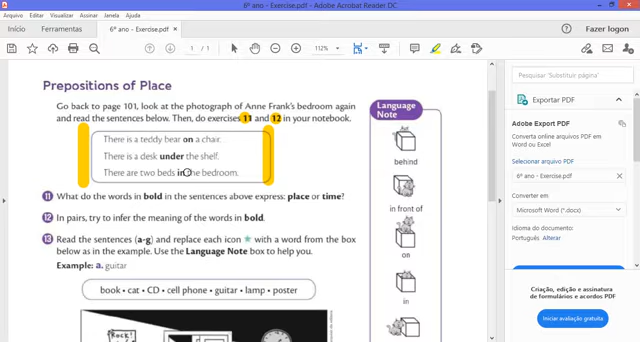 6º ano - Exercise.pdf - Adobe Acrobat Reader DC
Arquivo Editar Visualizar Assinar Janela Ajuda
Início Ferramentas 6º ano - Exercise.pdf × Fazer logon
1 / 1 112%
Prepositions of Place
Go back to page 101, look at the photograph of Anne Frank's bedroom again
and read the sentences below. Then, do exercises 11 and 12 in your notebook.
There is a teddy bear on a chair.
There is a desk under the shelf.
There are two beds in the bedroom.
11 What do the words in bold in the sentences above express: place or time?
12 In pairs, try to infer the meaning of the words in bold.
13 Read the sentences (a-g) and replace each icon ★ with a word from the box
below as in the example. Use the Language Note box to help you.
Example: a. guitar
book • cat • CD • cell phone • guitar • lamp • poster
ROCK!
Language
Note
behind
in front of
on
in
Pesquisar 'Substituir página'
Exportar PDF
Adobe Export PDF
Converta online arquivos PDF em
Word ou Excel
Selecionar arquivo PDF
6º ano - Exercise.pdf ×
Converter em
Microsoft Word (*.docx)
Idioma do documento:
Português Alterar
Criação, edição e assinatura
de formulários e acordos PDF
Iniciar avaliação gratuita